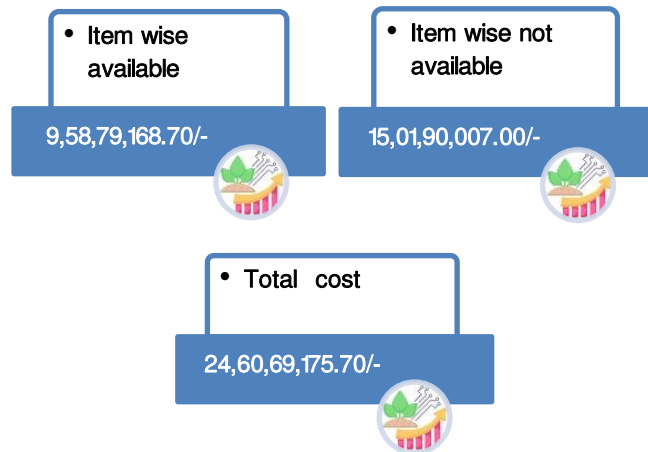 • Item wise
available
9,58,79,168.70/-
• Item wise not
available
15,01,90,007.00/-
• Total cost
24,60,69,175.70/-